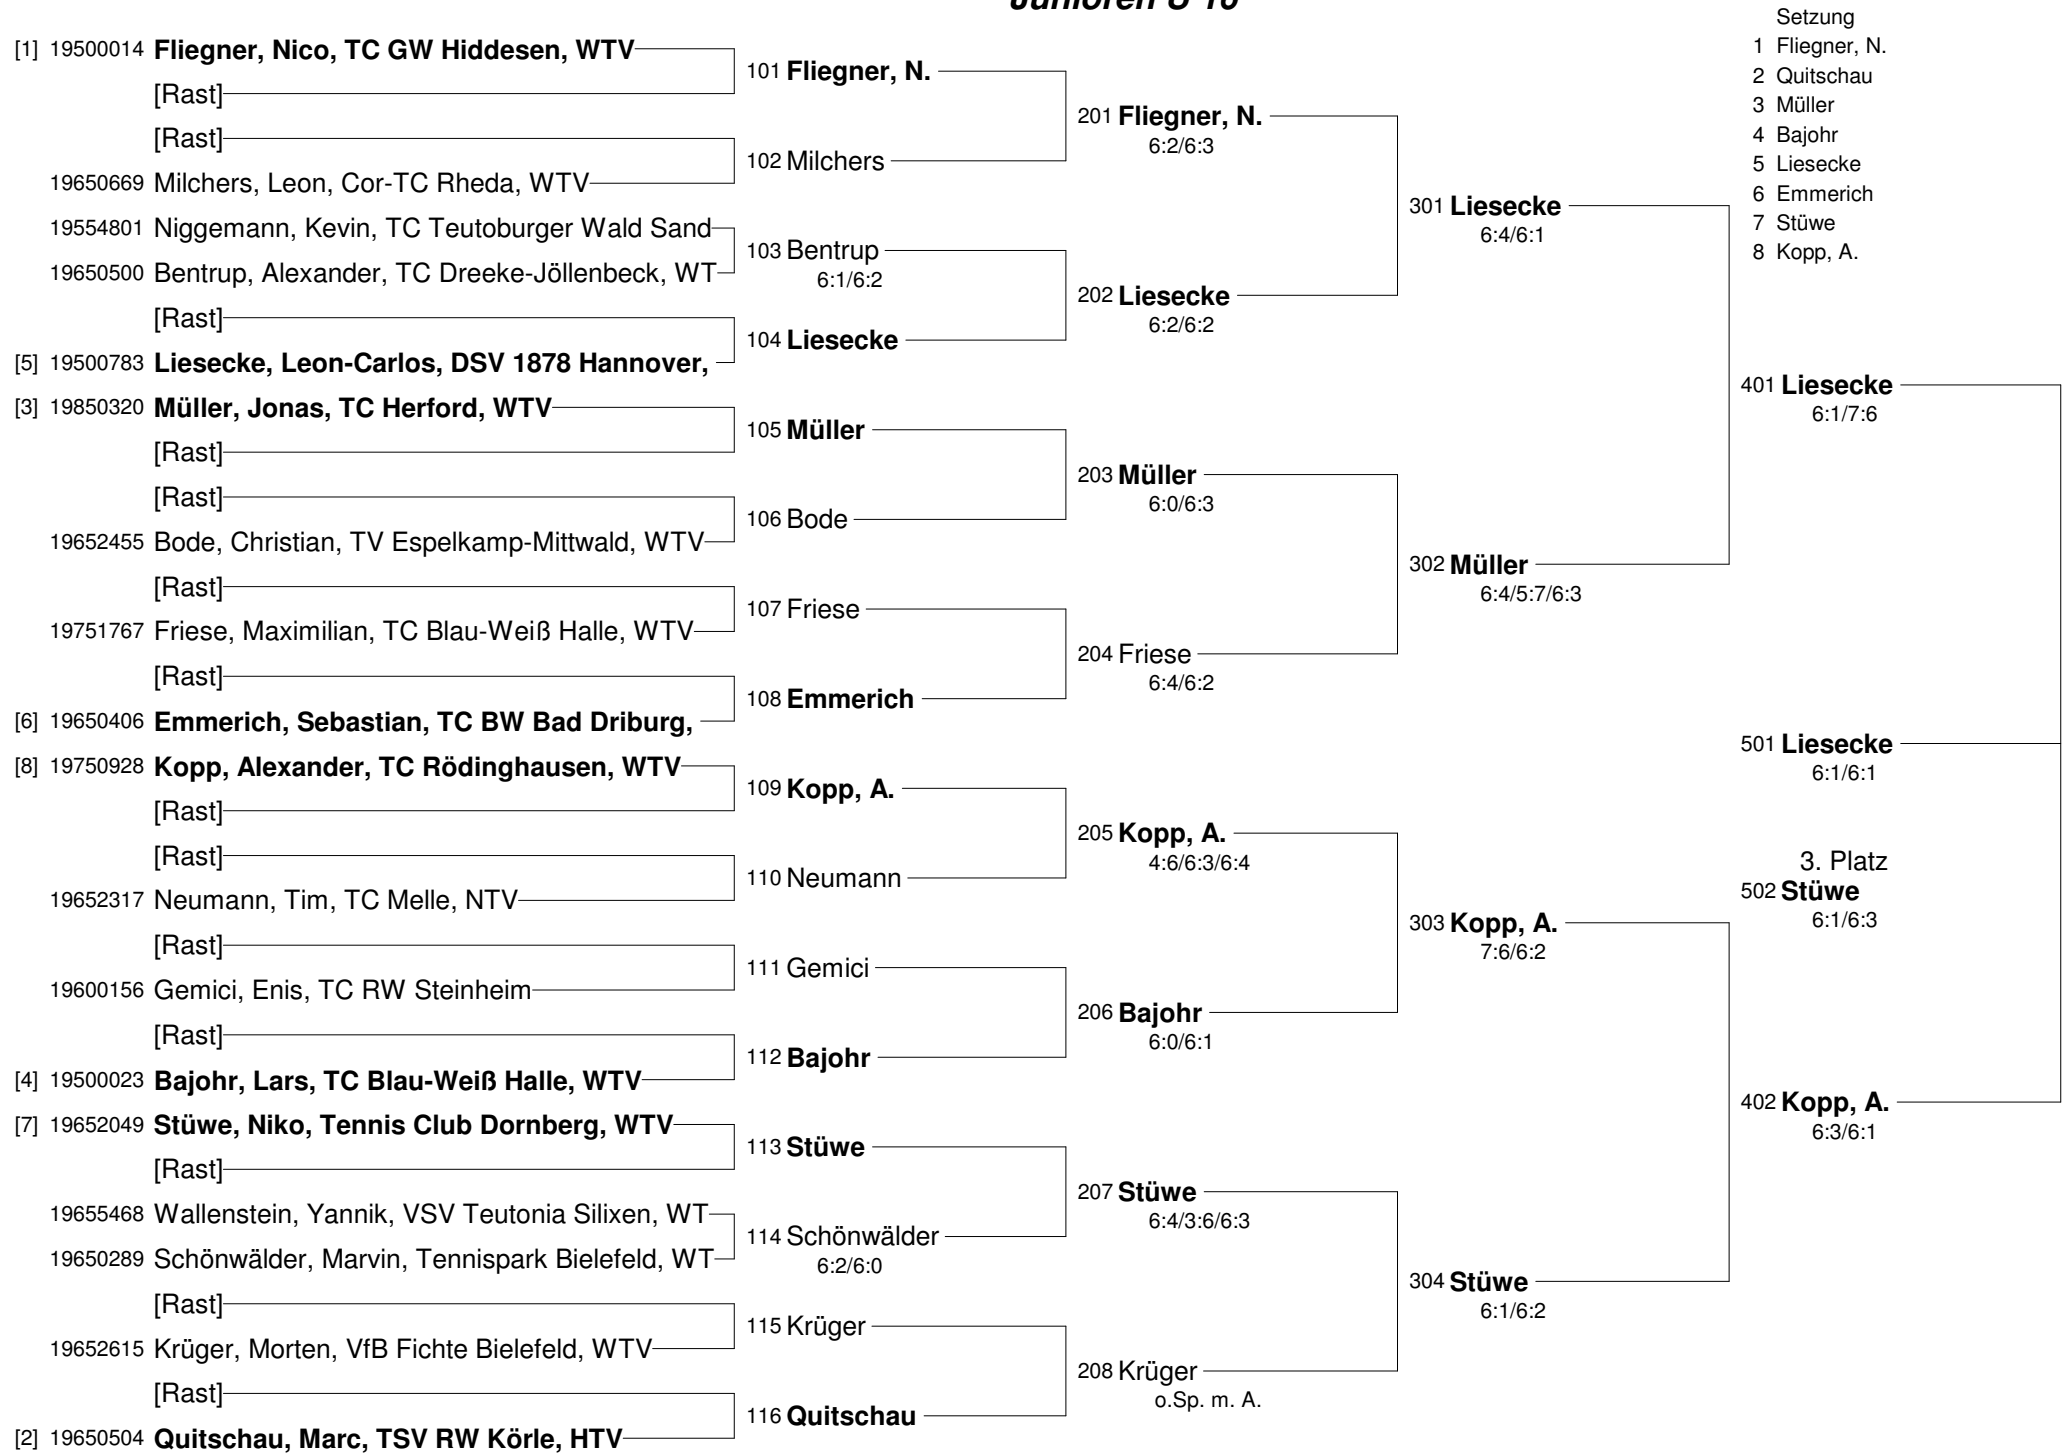 Junioren U 16
Setzung
1 Fliegner, N.
2 Quitschau
3 Müller
4 Bajohr
5 Liesecke
6 Emmerich
7 Stüwe
8 Kopp, A.
[1] 19500014 Fliegner, Nico, TC GW Hiddesen, WTV
[Rast]
[Rast]
19650669 Milchers, Leon, Cor-TC Rheda, WTV
19554801 Niggemann, Kevin, TC Teutoburger Wald Sand
19650500 Bentrup, Alexander, TC Dreeke-Jöllenbeck, WT
[Rast]
[5] 19500783 Liesecke, Leon-Carlos, DSV 1878 Hannover,
[3] 19850320 Müller, Jonas, TC Herford, WTV
[Rast]
[Rast]
19652455 Bode, Christian, TV Espelkamp-Mittwald, WTV
[Rast]
19751767 Friese, Maximilian, TC Blau-Weiß Halle, WTV
[Rast]
[6] 19650406 Emmerich, Sebastian, TC BW Bad Driburg,
[8] 19750928 Kopp, Alexander, TC Rödinghausen, WTV
[Rast]
[Rast]
19652317 Neumann, Tim, TC Melle, NTV
[Rast]
19600156 Gemici, Enis, TC RW Steinheim
[Rast]
[4] 19500023 Bajohr, Lars, TC Blau-Weiß Halle, WTV
[7] 19652049 Stüwe, Niko, Tennis Club Dornberg, WTV
[Rast]
19655468 Wallenstein, Yannik, VSV Teutonia Silixen, WT
19650289 Schönwälder, Marvin, Tennispark Bielefeld, WT
[Rast]
19652615 Krüger, Morten, VfB Fichte Bielefeld, WTV
[Rast]
[2] 19650504 Quitschau, Marc, TSV RW Körle, HTV
101 Fliegner, N.
102 Milchers
103 Bentrup
6:1/6:2
104 Liesecke
105 Müller
106 Bode
107 Friese
108 Emmerich
109 Kopp, A.
110 Neumann
111 Gemici
112 Bajohr
113 Stüwe
114 Schönwälder
6:2/6:0
115 Krüger
116 Quitschau
201 Fliegner, N.
6:2/6:3
202 Liesecke
6:2/6:2
203 Müller
6:0/6:3
204 Friese
6:4/6:2
205 Kopp, A.
4:6/6:3/6:4
206 Bajohr
6:0/6:1
207 Stüwe
6:4/3:6/6:3
208 Krüger
o.Sp. m. A.
301 Liesecke
6:4/6:1
302 Müller
6:4/5:7/6:3
303 Kopp, A.
7:6/6:2
304 Stüwe
6:1/6:2
401 Liesecke
6:1/7:6
501 Liesecke
6:1/6:1
3. Platz
502 Stüwe
6:1/6:3
402 Kopp, A.
6:3/6:1